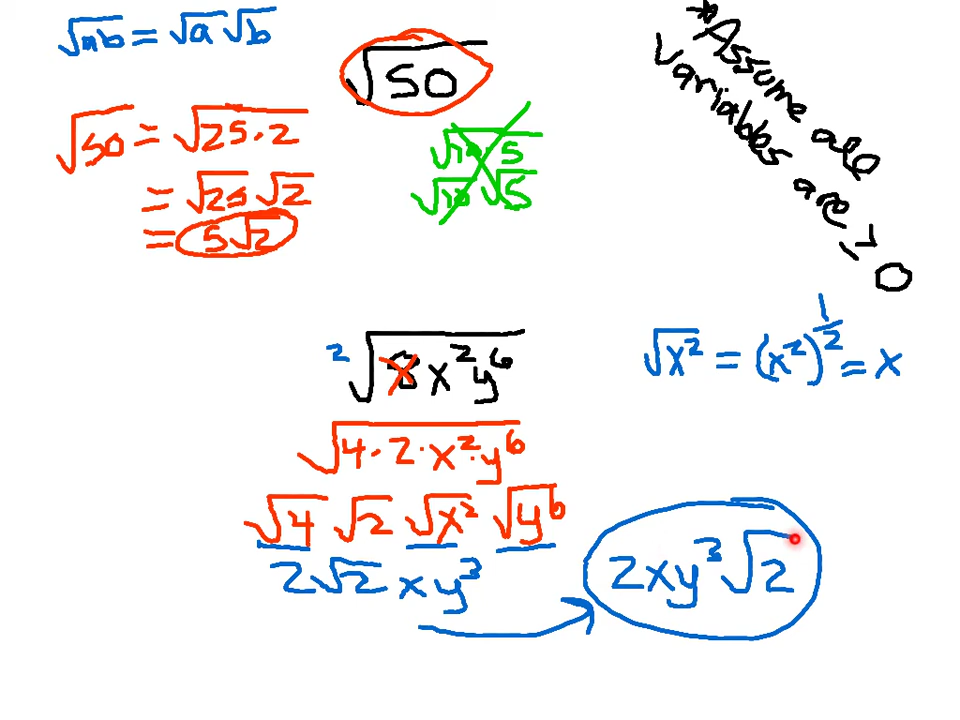 √ab = √a √b
√50
*Assume all
variables are ≥ 0
√50 = √25·2
= √25 √2
= 5√2
√10·5
√10 √5
²√8x²y⁶
√x² = (x²)^1/2 = x
√4·2·x²·y⁶
√4 √2 √x² √y⁶
2√2 xy³
2xy³√2